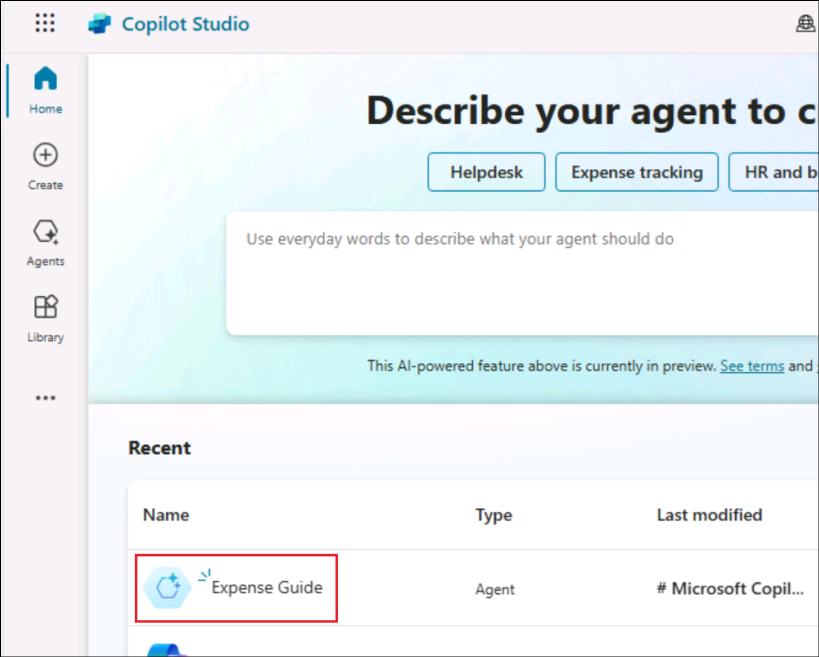 Copilot Studio
Home
Create
Agents
Library
Describe your agent to c
Helpdesk Expense tracking HR and b
Use everyday words to describe what your agent should do
This AI-powered feature above is currently in preview. See terms and
Recent
Name Type Last modified
Expense Guide Agent # Microsoft Copil...